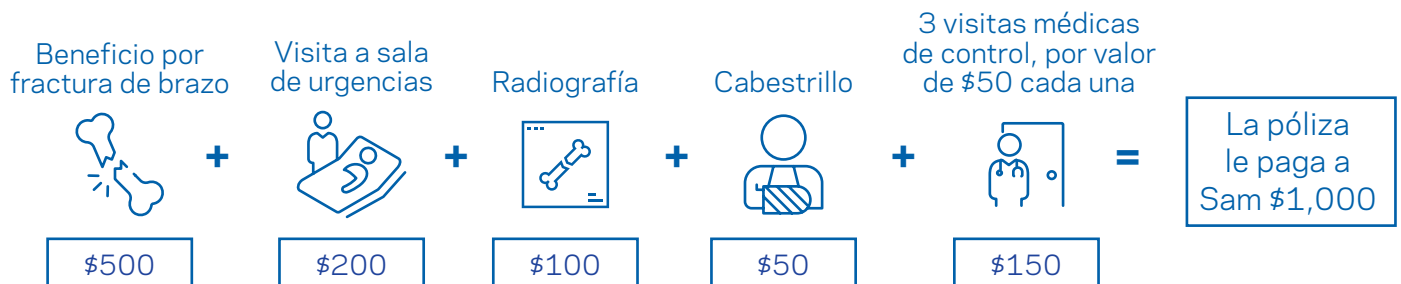 Beneficio por
fractura de brazo
+
Visita a sala
de urgencias
+
Radiografía
+
Cabestrillo
+
3 visitas médicas
de control, por valor
de $50 cada una
=
La póliza
le paga a
Sam $1,000
$500
$200
$100
$50
$150